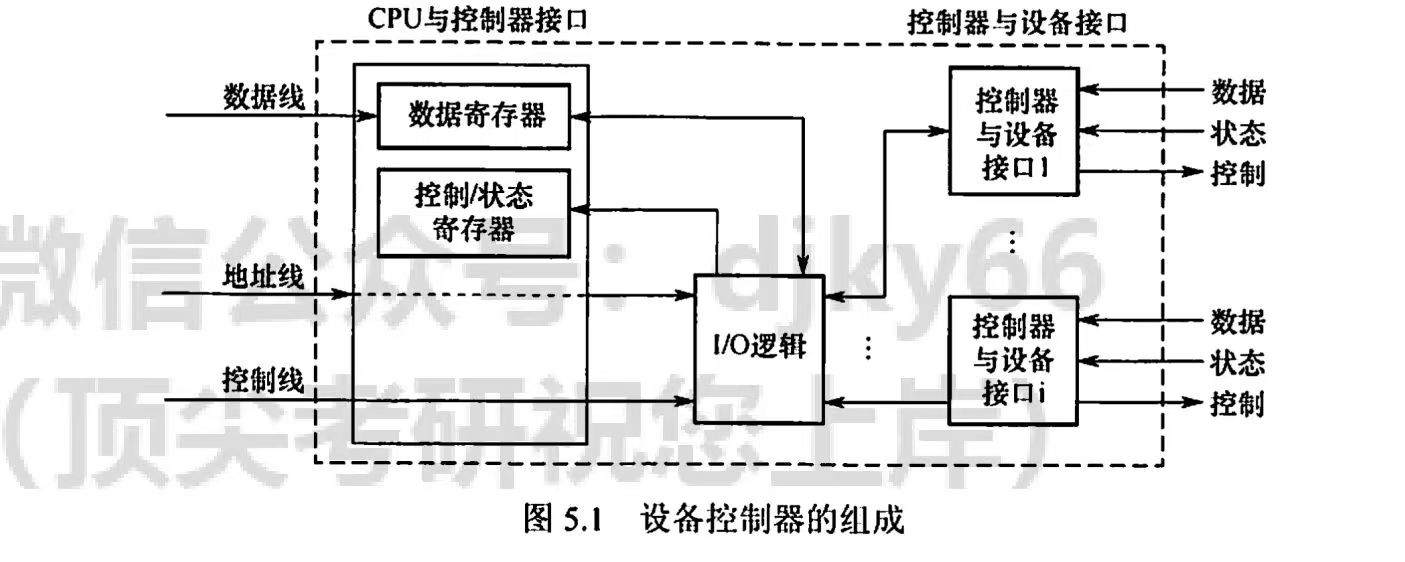 CPU与控制器接口
控制器与设备接口
数据线
数据寄存器
控制/状态
寄存器
地址线
控制线
I/O逻辑
控制器
与设备
接口1
数据
状态
控制
⋮
⋮
控制器
与设备
接口i
数据
状态
控制
微信公众号：djky66
（顶尖考研祝您上岸）
图 5.1 设备控制器的组成